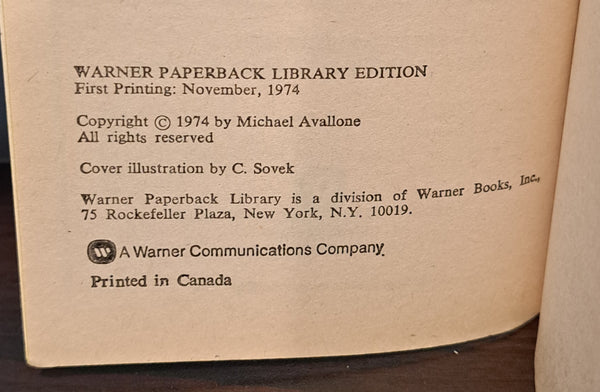 WARNER PAPERBACK LIBRARY EDITION
First Printing: November, 1974
Copyright © 1974 by Michael Avallone
All rights reserved
Cover illustration by C. Sovek
Warner Paperback Library is a division of Warner Books, Inc.,
75 Rockefeller Plaza, New York, N.Y. 10019.
W A Warner Communications Company
Printed in Canada